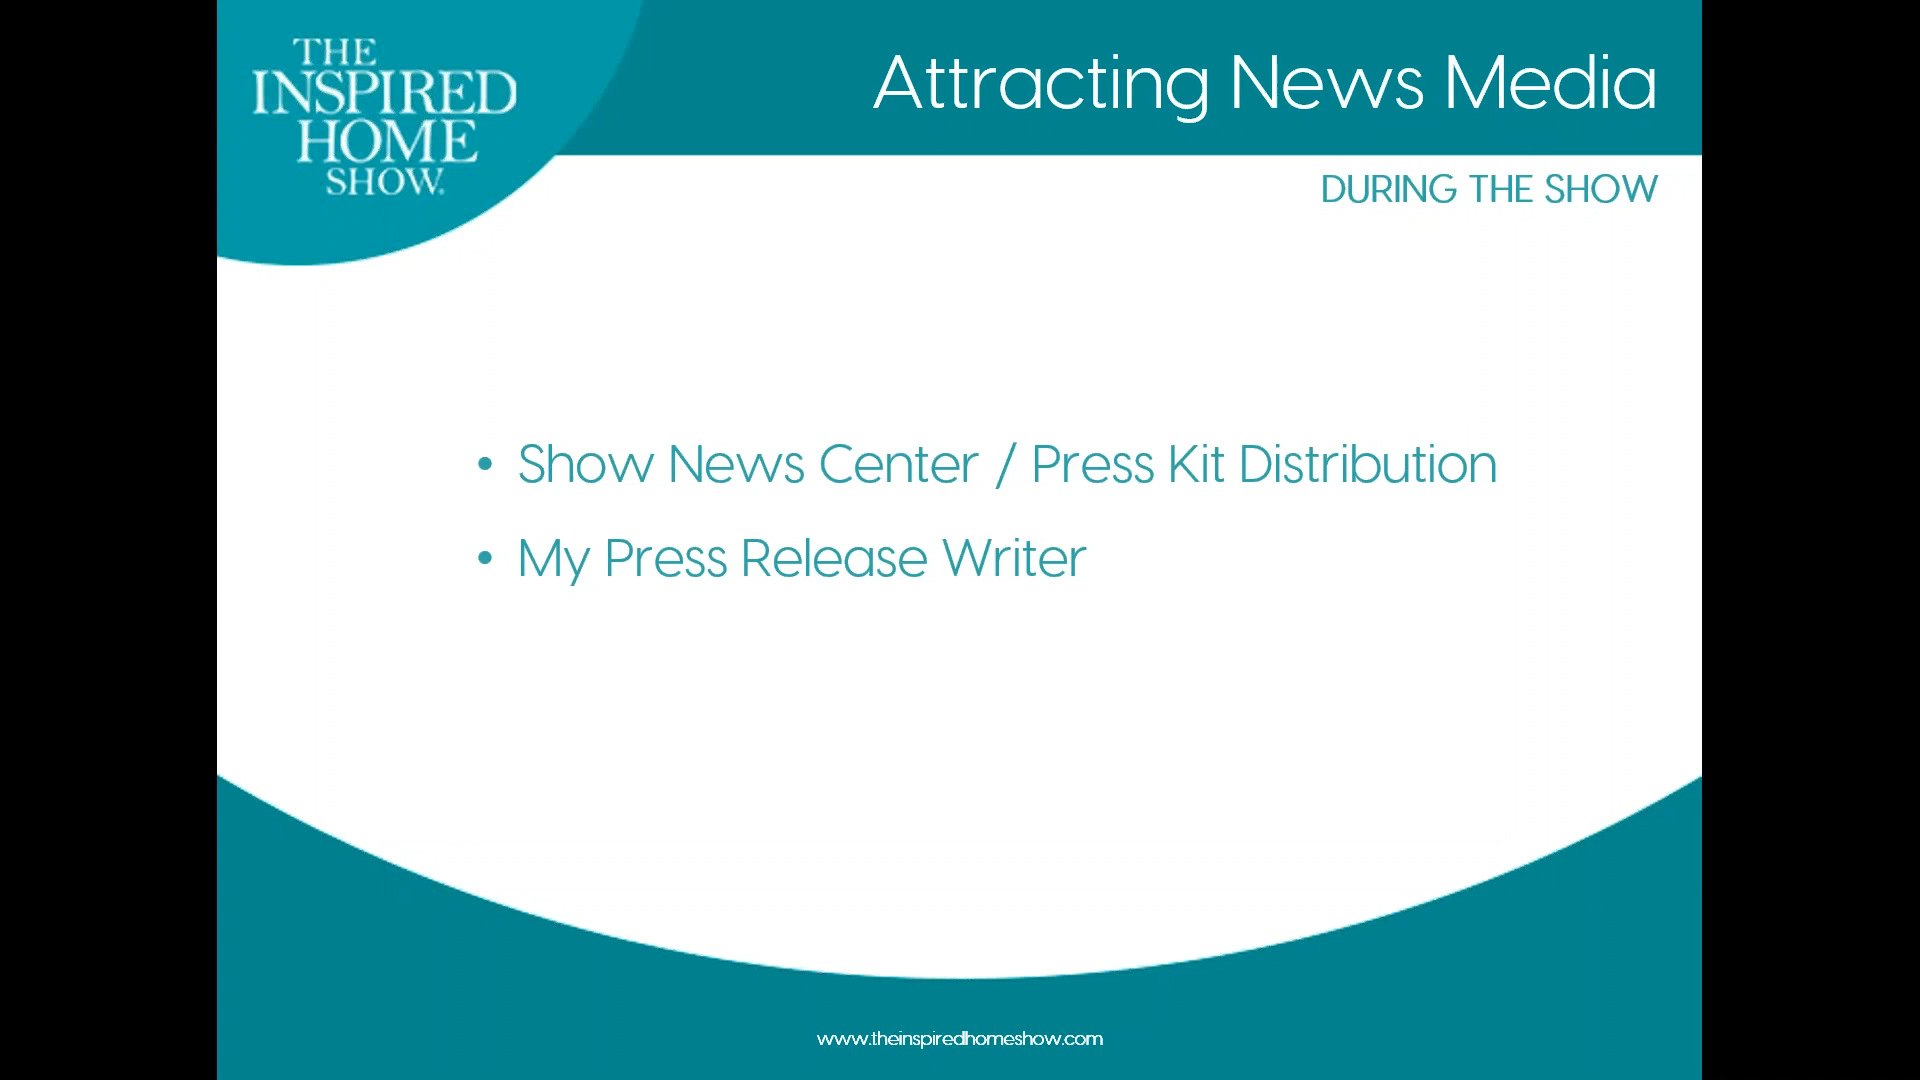 THE
INSPIRED
HOME
SHOW.
Attracting News Media
DURING THE SHOW
• Show News Center / Press Kit Distribution
• My Press Release Writer
www.theinspiredhomeshow.com